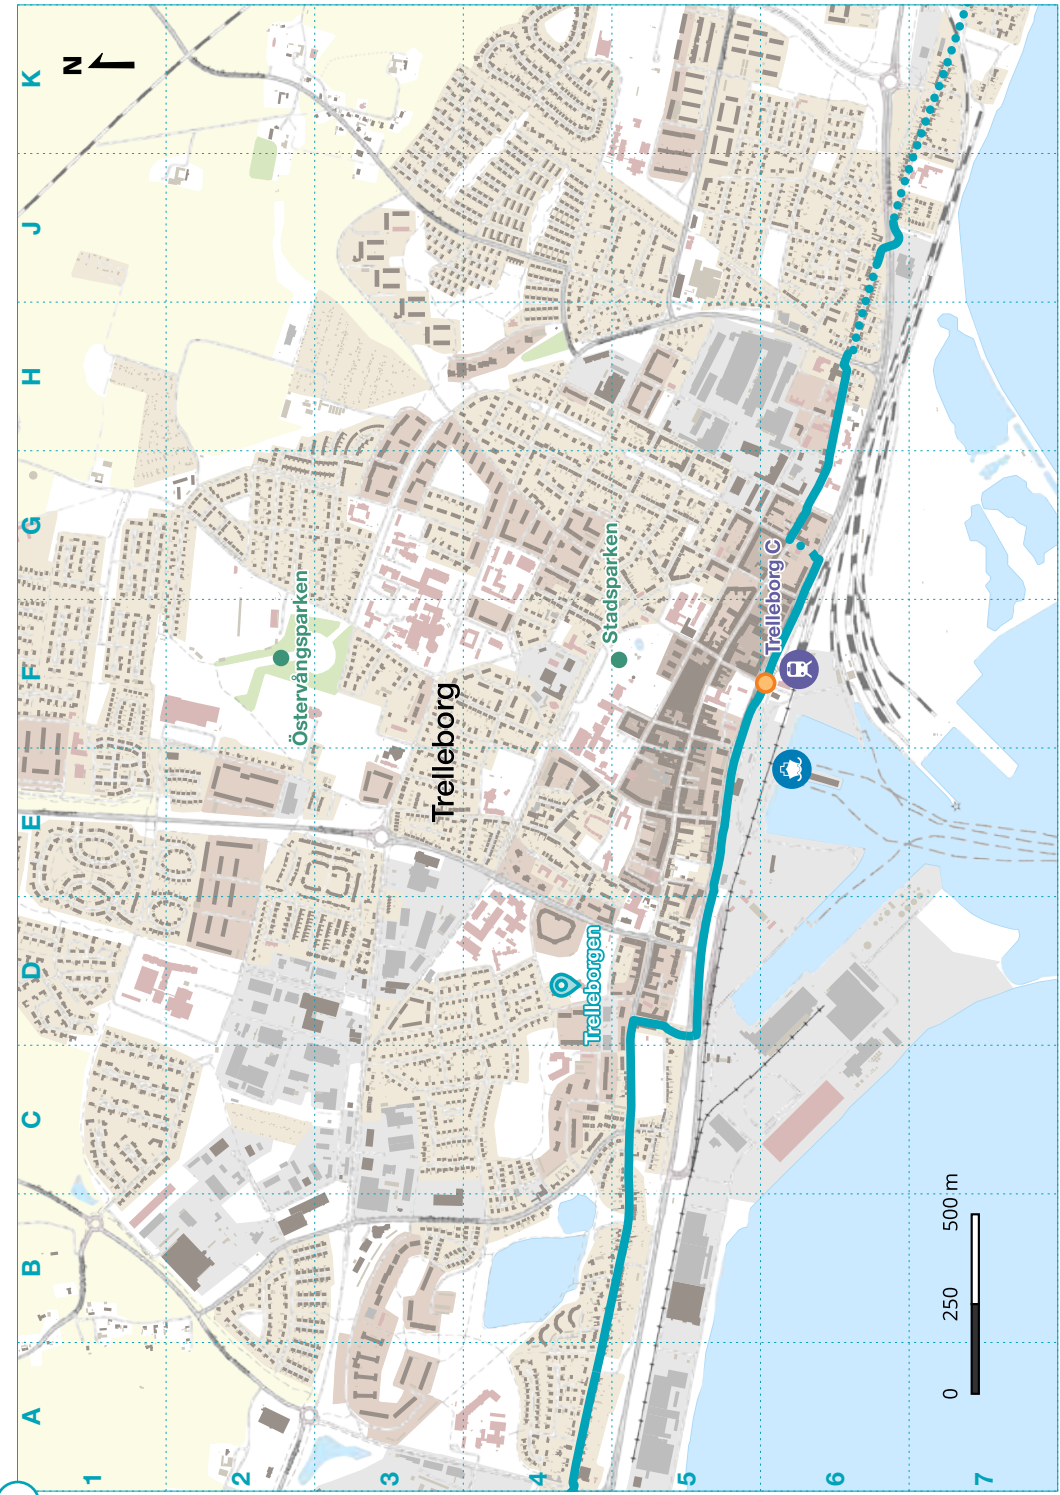 N
A
B
C
D
E
F
G
H
J
K
1
2
3
4
5
6
7
Östervångsparken
Trelleborg
Stadsparken
Trelleborg C
Trelleborgen
0
250
500 m